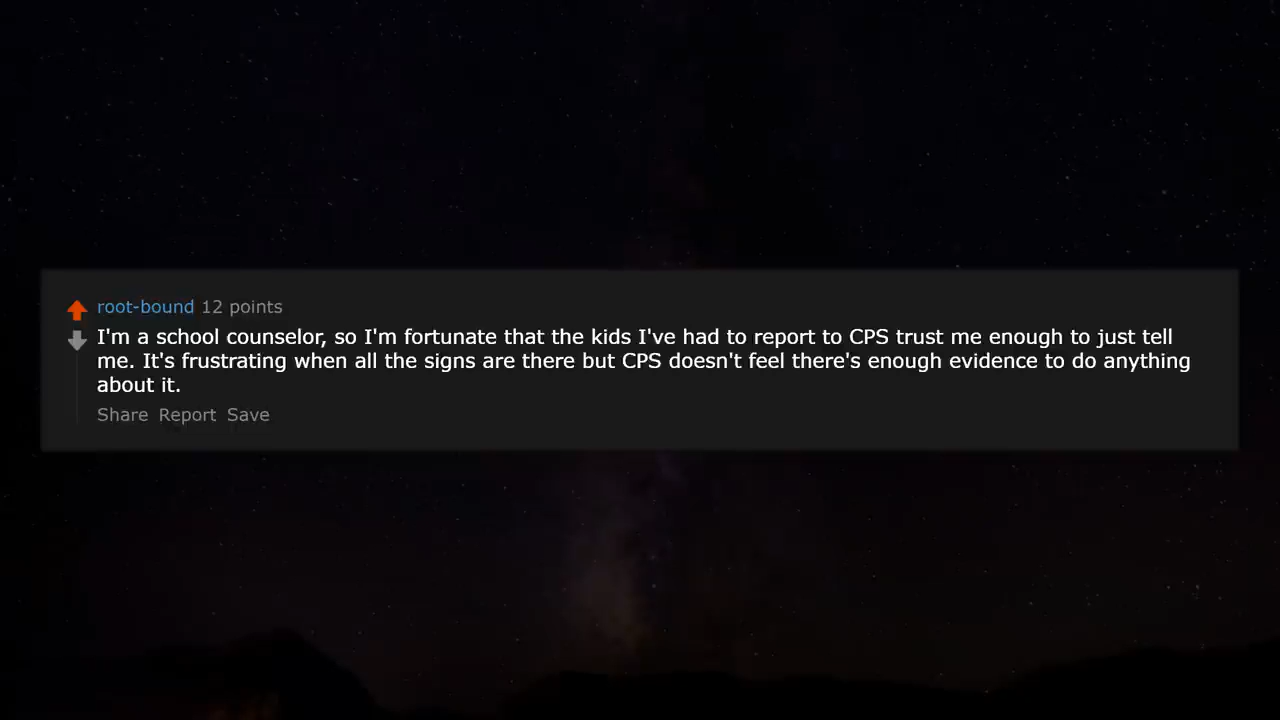 root-bound 12 points
I'm a school counselor, so I'm fortunate that the kids I've had to report to CPS trust me enough to just tell
me. It's frustrating when all the signs are there but CPS doesn't feel there's enough evidence to do anything
about it.
Share Report Save